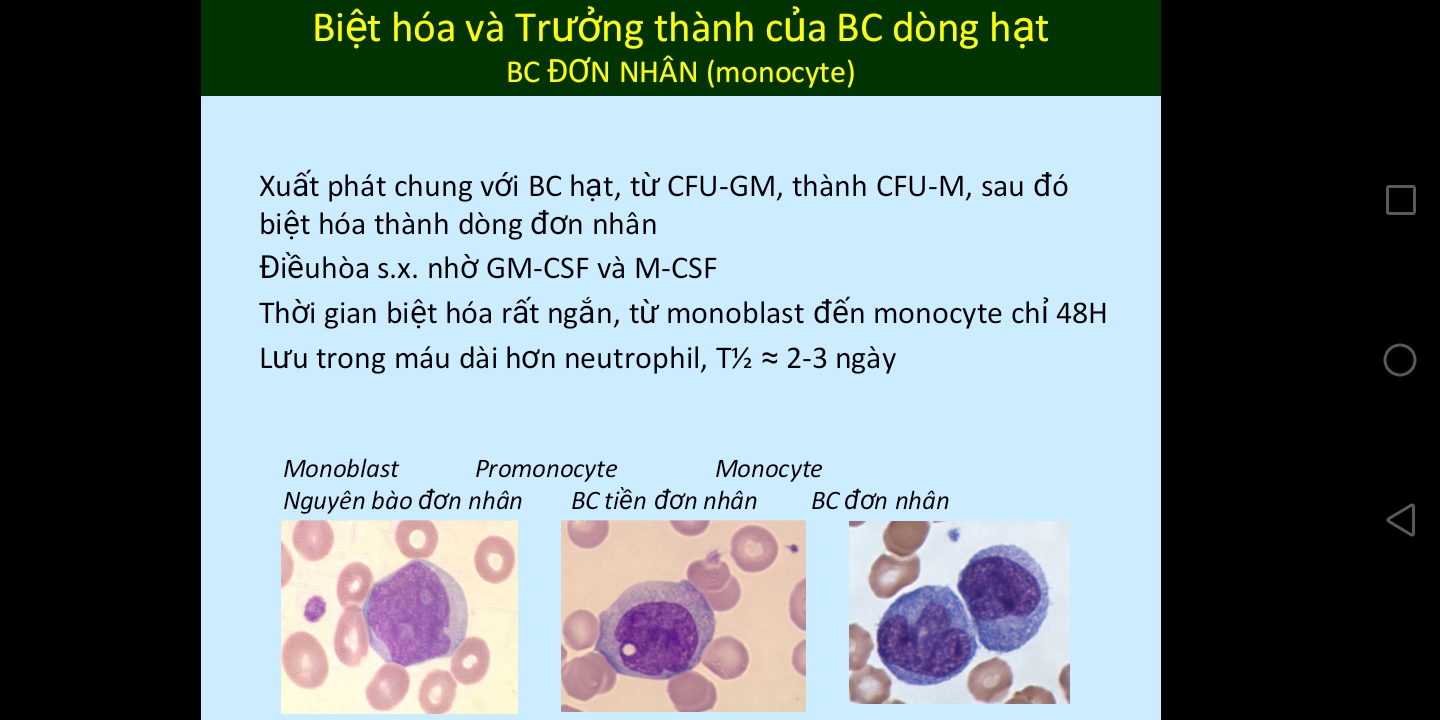 Biệt hóa và Trưởng thành của BC dòng hạt
BC ĐƠN NHÂN (monocyte)
Xuất phát chung với BC hạt, từ CFU-GM, thành CFU-M, sau đó
biệt hóa thành dòng đơn nhân
Điềuhòa s.x. nhờ GM-CSF và M-CSF
Thời gian biệt hóa rất ngắn, từ monoblast đến monocyte chỉ 48H
Lưu trong máu dài hơn neutrophil, T½ ≈ 2-3 ngày
Monoblast Promonocyte Monocyte
Nguyên bào đơn nhân BC tiền đơn nhân BC đơn nhân